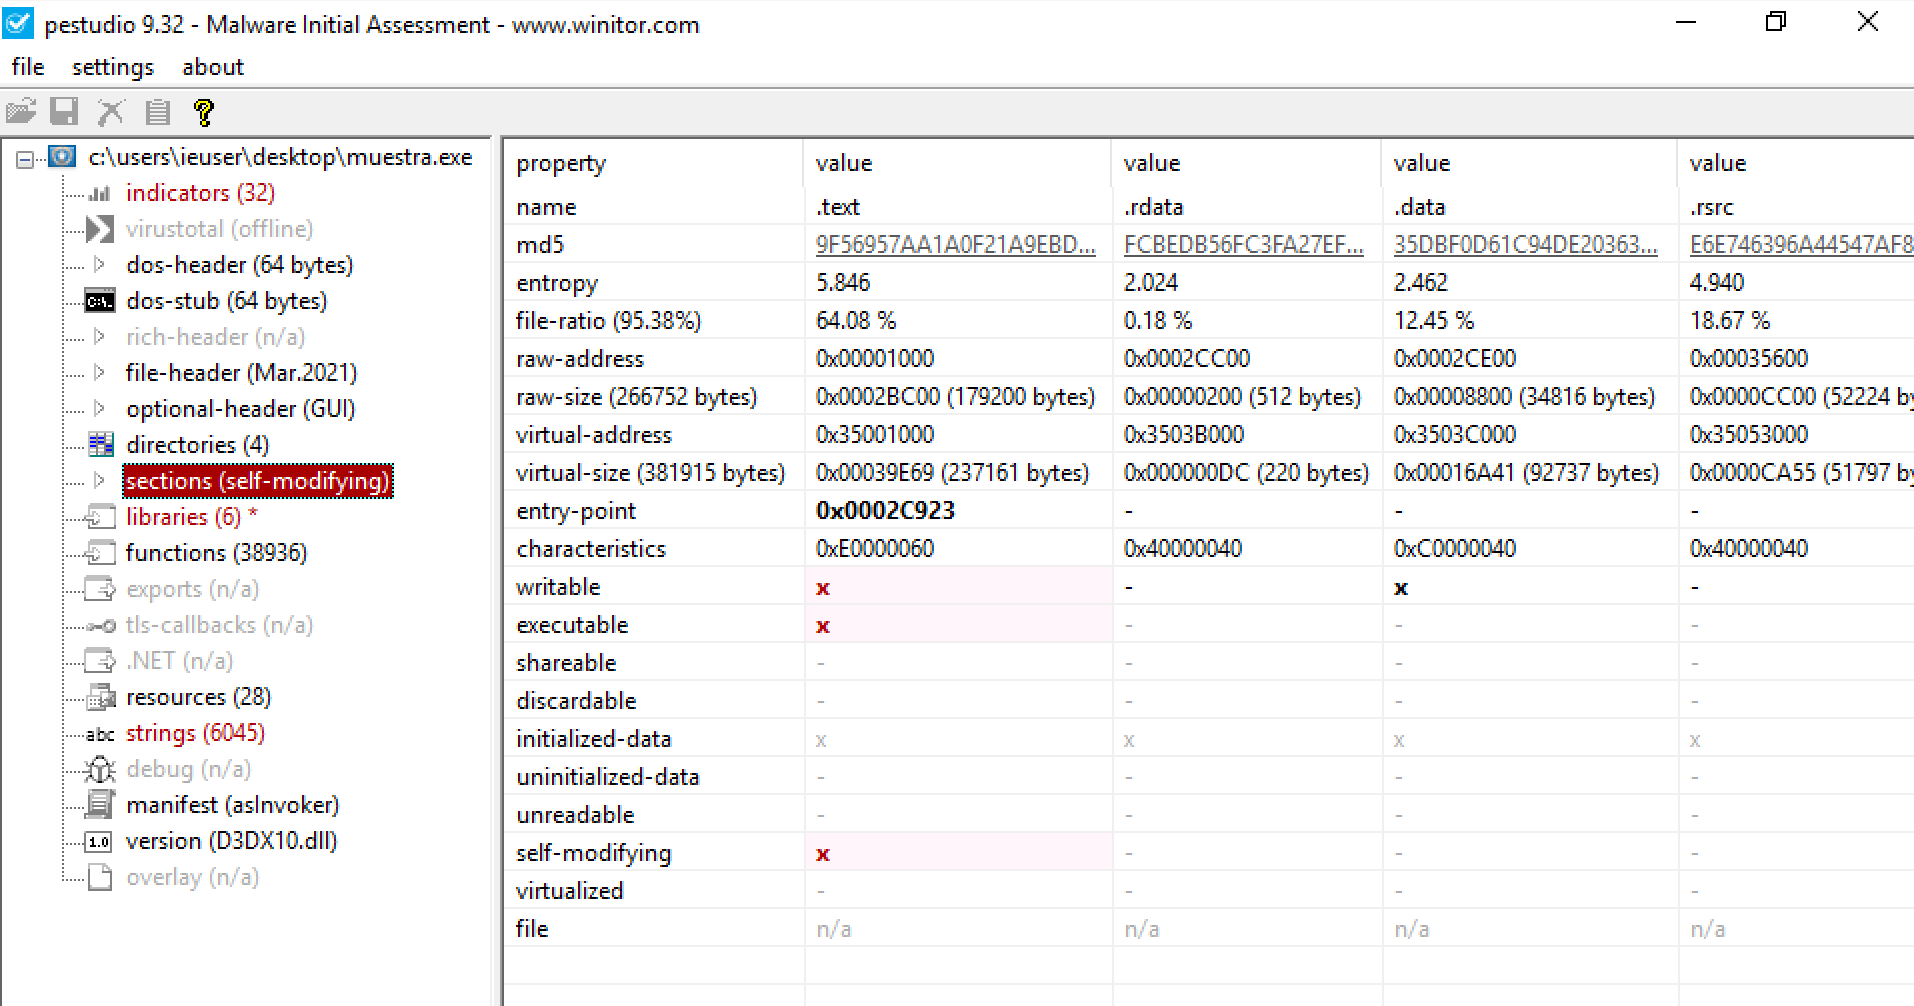 pestudio 9.32 - Malware Initial Assessment - www.winitor.com
file settings about
c:\users\ieuser\desktop\muestra.exe
indicators (32)
virustotal (offline)
dos-header (64 bytes)
dos-stub (64 bytes)
rich-header (n/a)
file-header (Mar.2021)
optional-header (GUI)
directories (4)
sections (self-modifying)
libraries (6) *
functions (38936)
exports (n/a)
tls-callbacks (n/a)
.NET (n/a)
resources (28)
abc strings (6045)
debug (n/a)
manifest (asInvoker)
1.0 version (D3DX10.dll)
overlay (n/a)
property value value value value
name .text .rdata .data .rsrc
md5 9F56957AA1A0F21A9EBD... FCBEDB56FC3FA27EF... 35DBF0D61C94DE20363... E6E746396A44547AF8
entropy 5.846 2.024 2.462 4.940
file-ratio (95.38%) 64.08 % 0.18 % 12.45 % 18.67 %
raw-address 0x00001000 0x0002CC00 0x0002CE00 0x00035600
raw-size (266752 bytes) 0x0002BC00 (179200 bytes) 0x00000200 (512 bytes) 0x00008800 (34816 bytes) 0x0000CC00 (52224 by
virtual-address 0x35001000 0x3503B000 0x3503C000 0x35053000
virtual-size (381915 bytes) 0x00039E69 (237161 bytes) 0x000000DC (220 bytes) 0x00016A41 (92737 bytes) 0x0000CA55 (51797 by
entry-point 0x0002C923 - - -
characteristics 0xE0000060 0x40000040 0xC0000040 0x40000040
writable x - x -
executable x - - -
shareable - - - -
discardable - - - -
initialized-data x x x x
uninitialized-data - - - -
unreadable - - - -
self-modifying x - - -
virtualized - - - -
file n/a n/a n/a n/a